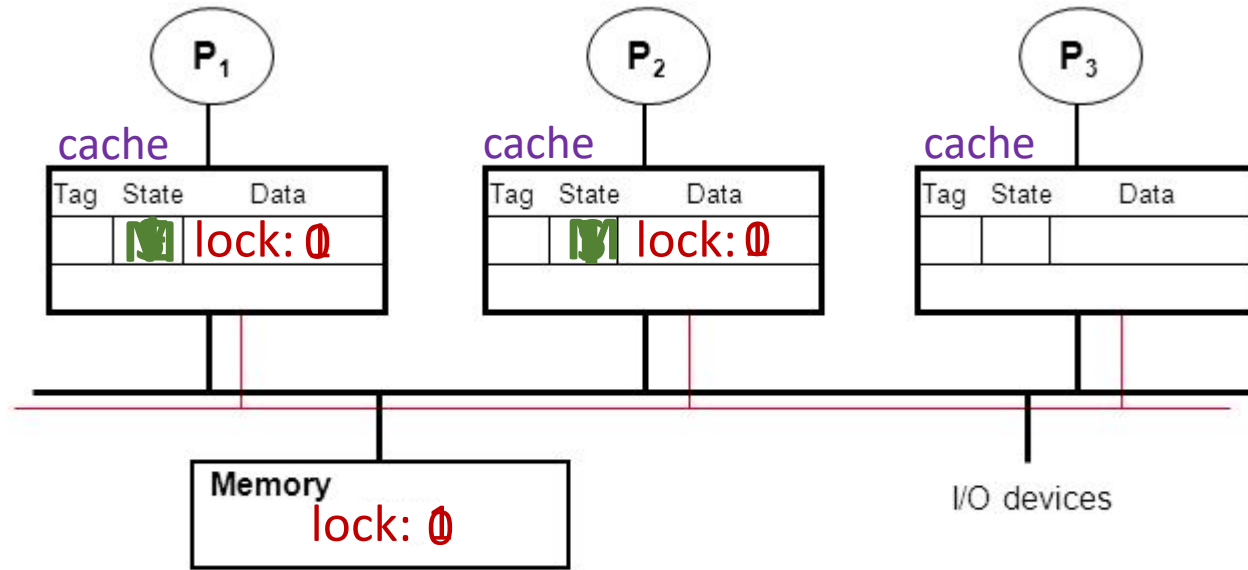 P1 P2 P3
cache cache cache
Tag State Data Tag State Data Tag State Data
lock: lock:
Memory
lock:
I/O devices